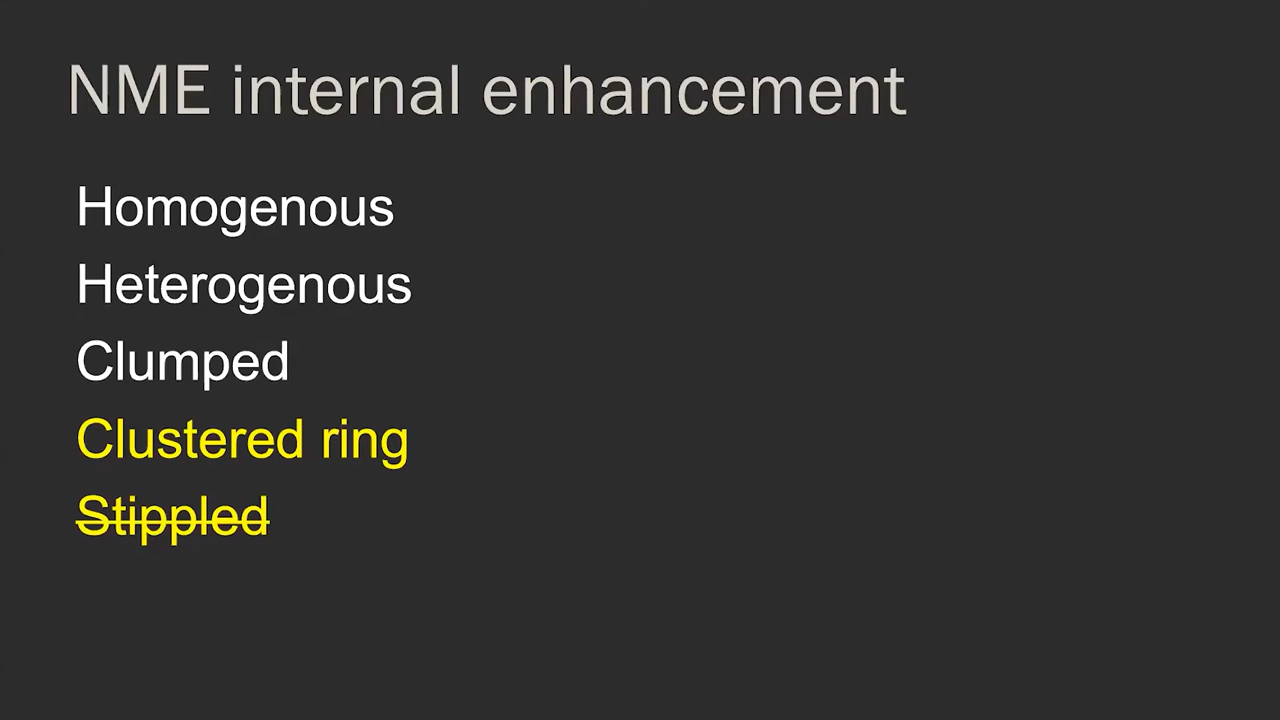 NME internal enhancement
Homogenous
Heterogenous
Clumped
Clustered ring
Stippled